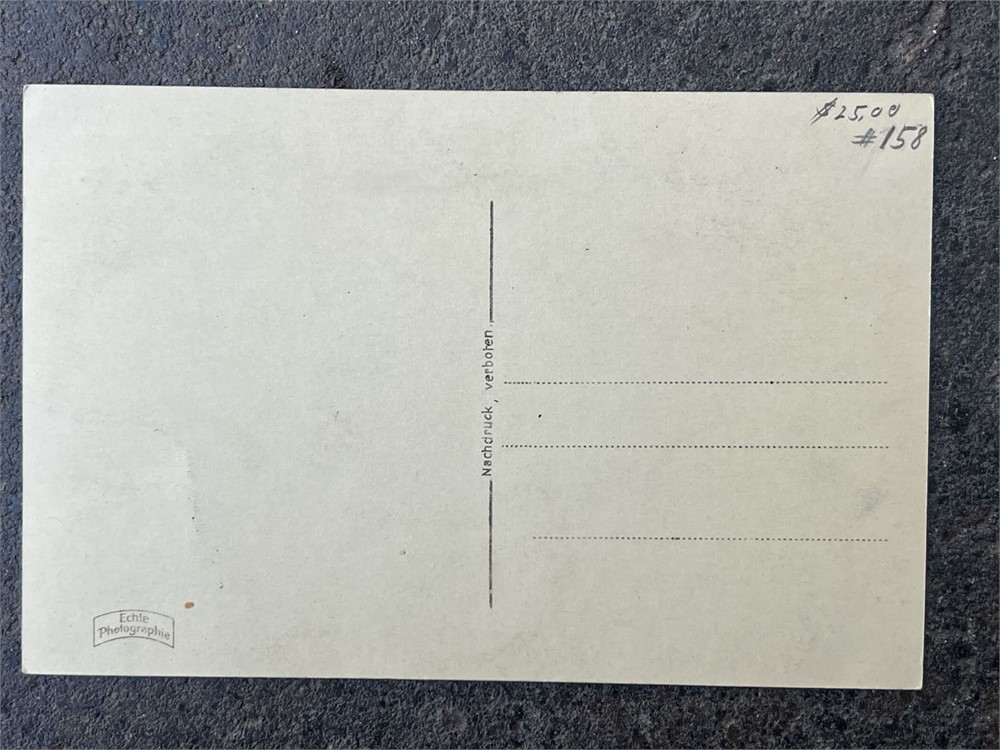 $25.00
#158
Nachdruck, verboten.
Echte
Photographie